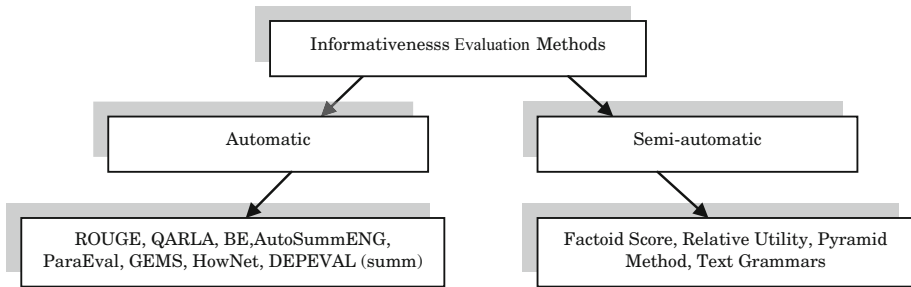 Informativenesss Evaluation Methods
Automatic
Semi-automatic
ROUGE, QARLA, BE,AutoSummENG,
ParaEval, GEMS, HowNet, DEPEVAL (summ)
Factoid Score, Relative Utility, Pyramid
Method, Text Grammars